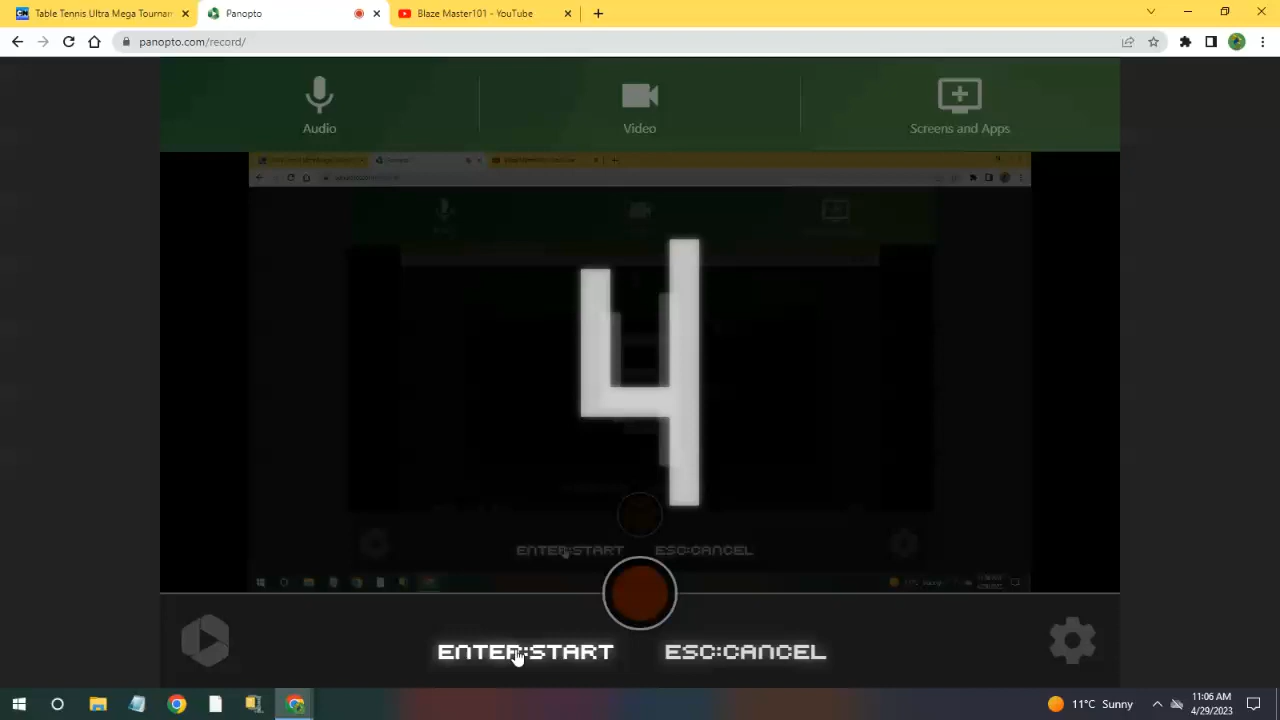 Table Tennis Ultra Mega Tournam
Panopto
Blaze Master101 - YouTube
panopto.com/record/
Audio
Video
Screens and Apps
4
ENTER:START ESC:CANCEL
ENTER:START ESC:CANCEL
11°C Sunny
11:06 AM
4/29/2023